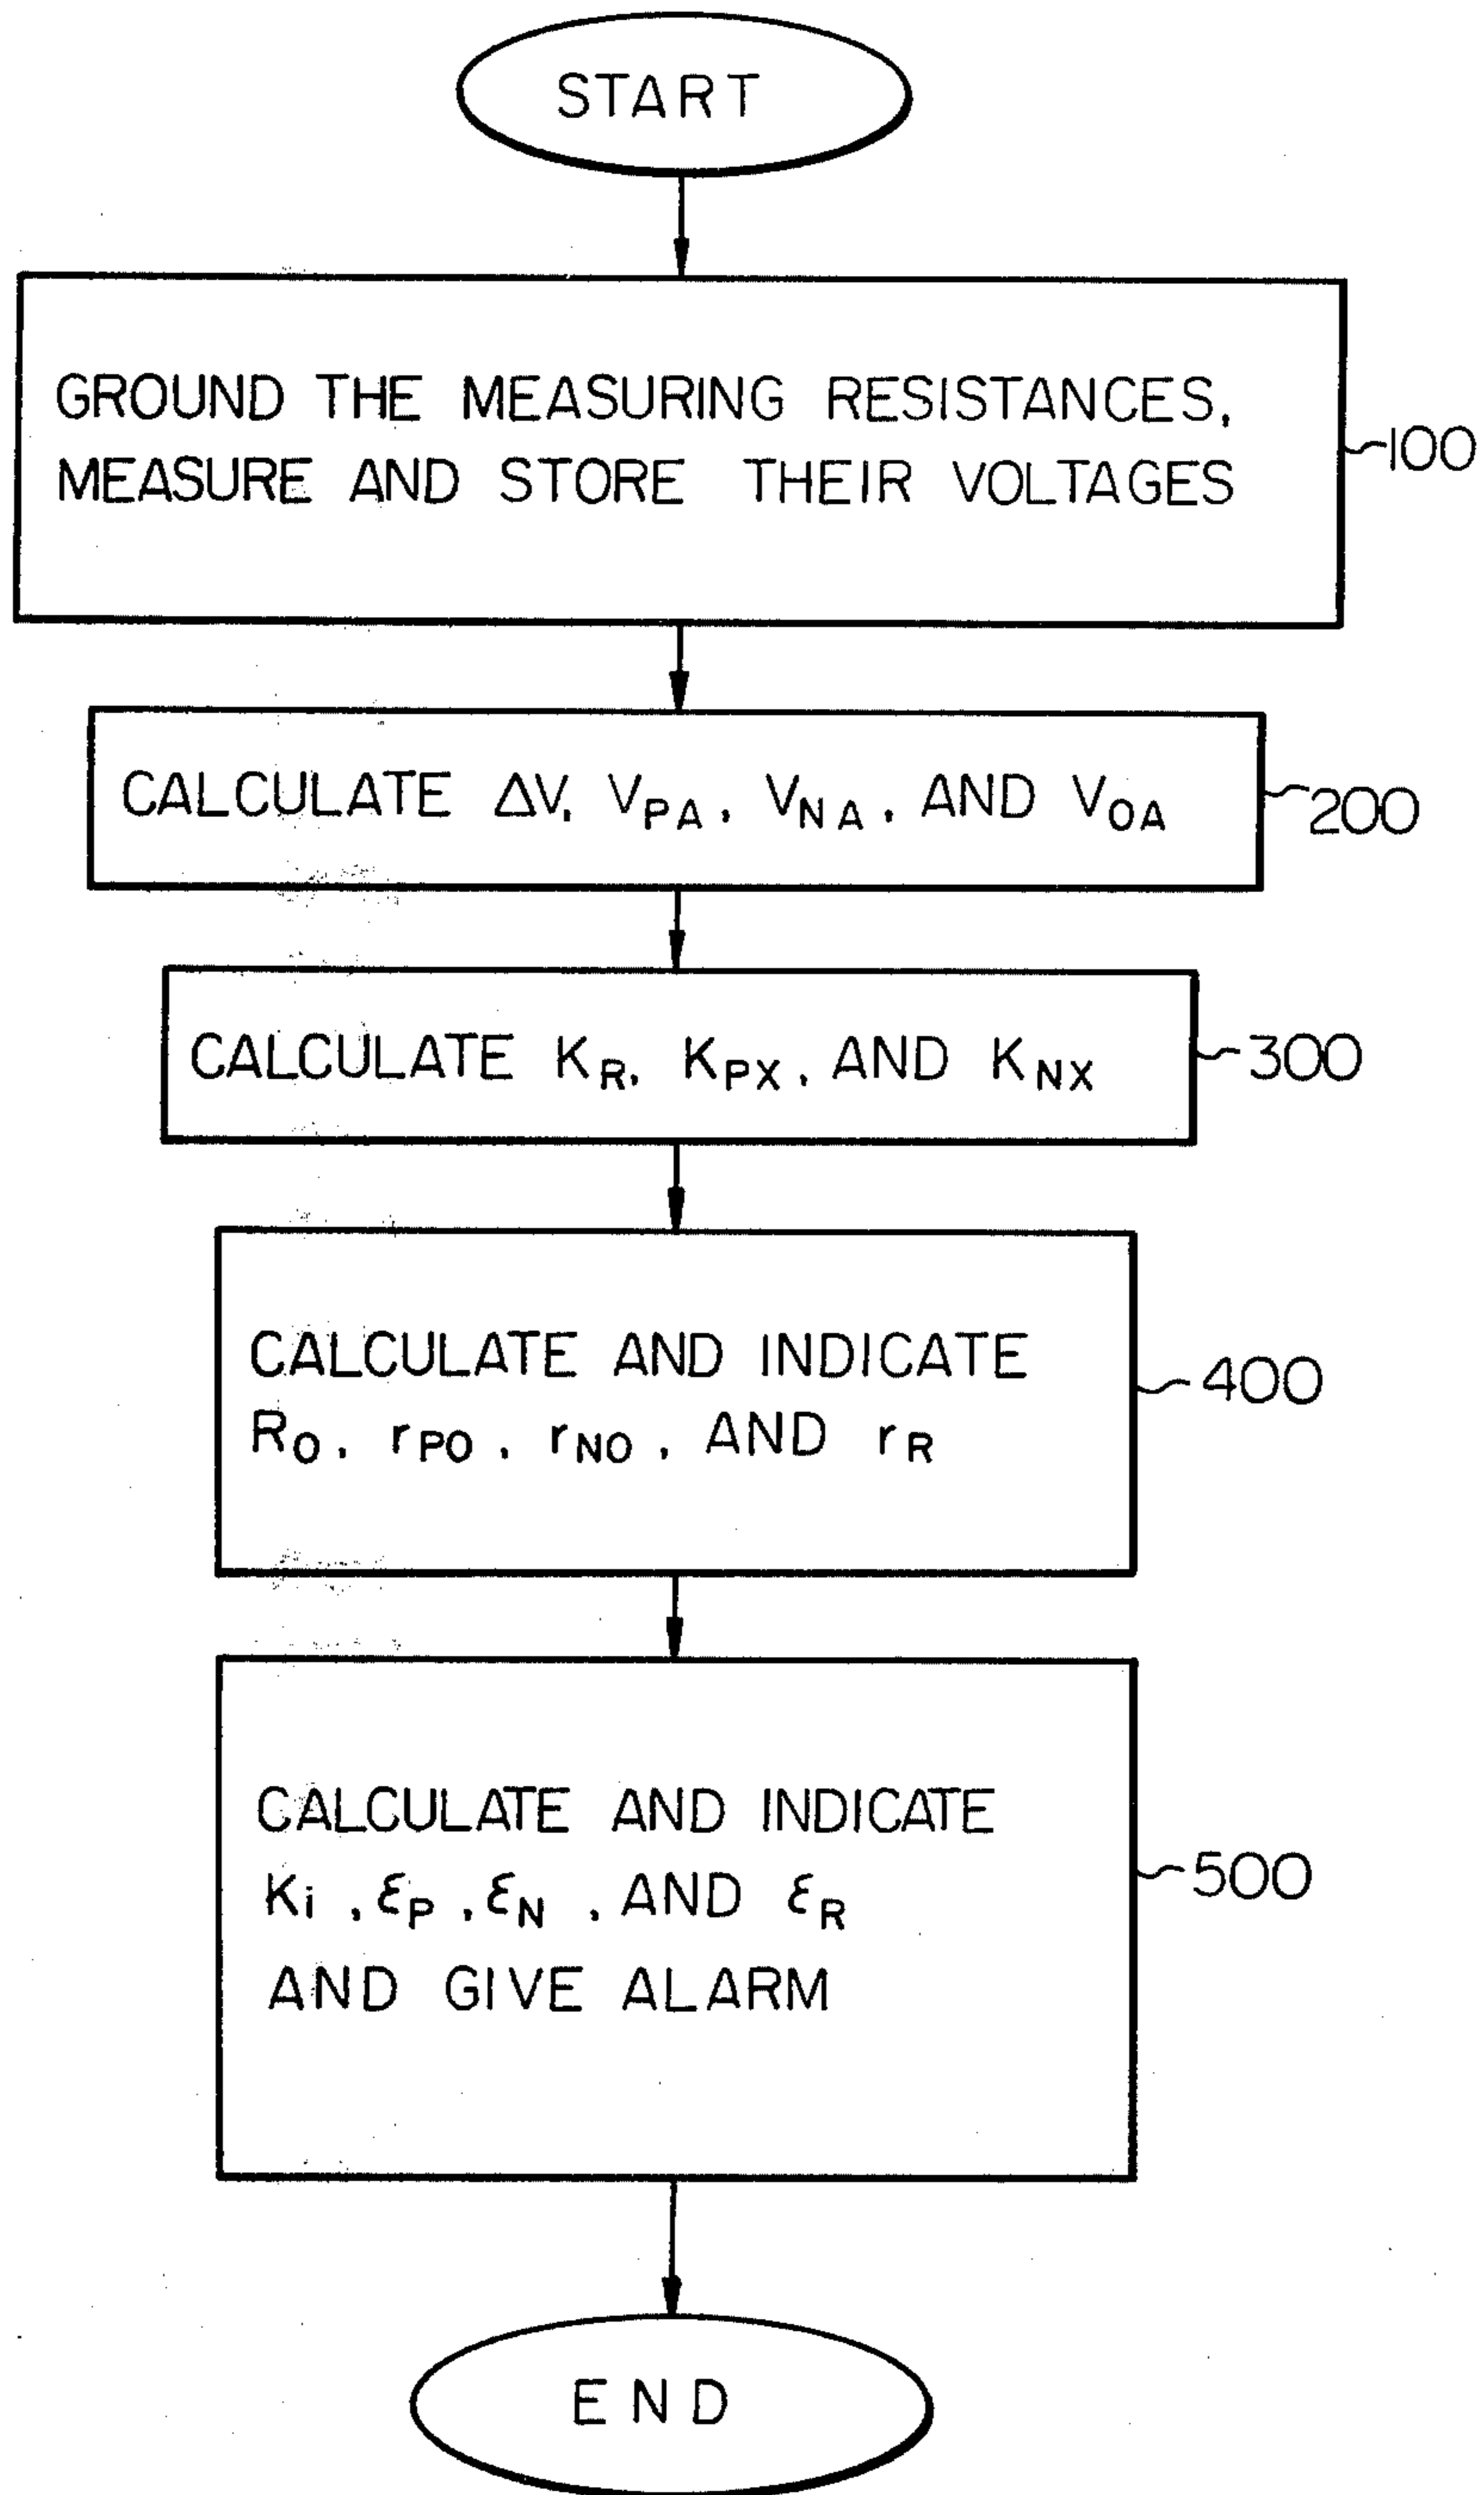 START
GROUND THE MEASURING RESISTANCES,
MEASURE AND STORE THEIR VOLTAGES
100
CALCULATE ΔV, VPA, VNA, AND VOA
200
CALCULATE KR, KPX, AND KNX
300
CALCULATE AND INDICATE
RO, rPO, rNO, AND rR
400
CALCULATE AND INDICATE
Ki, εP, εN, AND εR
AND GIVE ALARM
500
END